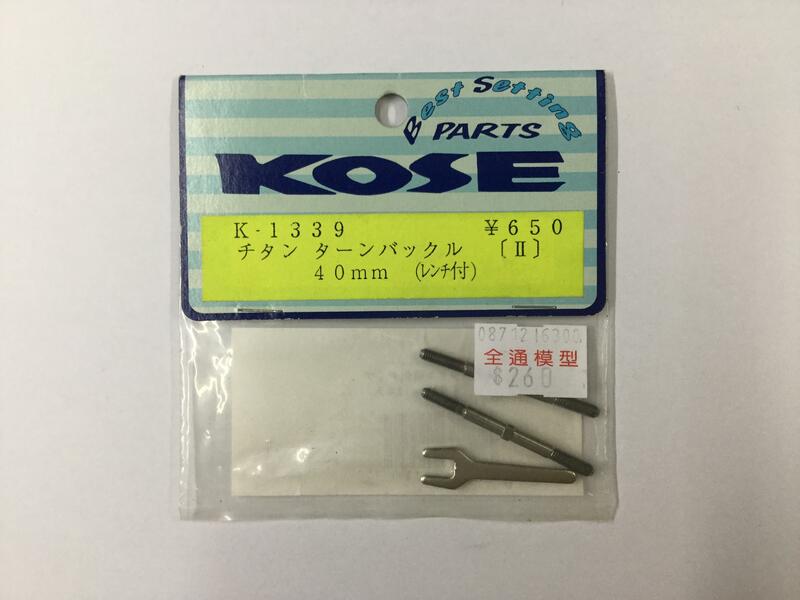 Best Setting
PARTS
KOSE
K-1339 ¥650
チタン ターンバックル 〔Ⅱ〕
40mm (レンチ付)
0871216300
全通模型
$260